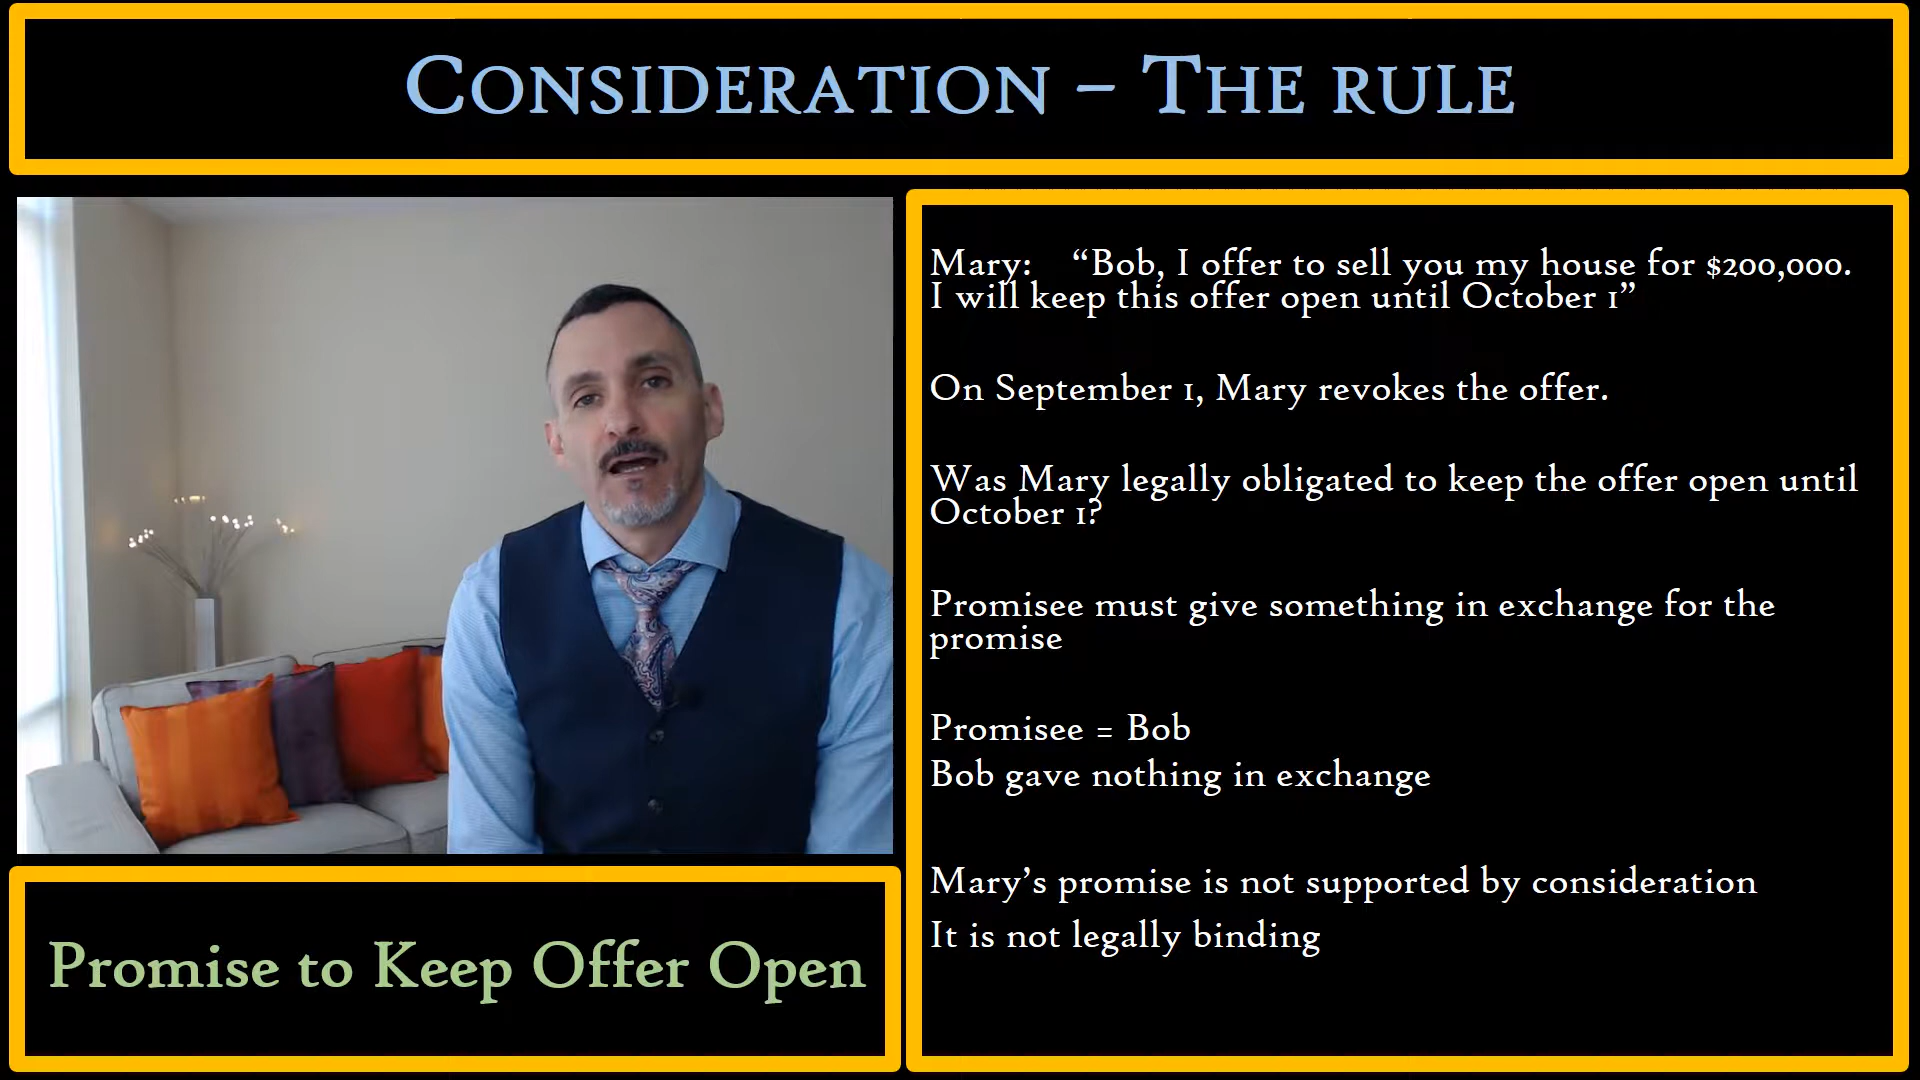 CONSIDERATION – THE RULE
Mary: “Bob, I offer to sell you my house for $200,000.
I will keep this offer open until October 1”
On September 1, Mary revokes the offer.
Was Mary legally obligated to keep the offer open until
October 1?
Promisee must give something in exchange for the
promise
Promisee = Bob
Bob gave nothing in exchange
Mary’s promise is not supported by consideration
It is not legally binding
Promise to Keep Offer Open